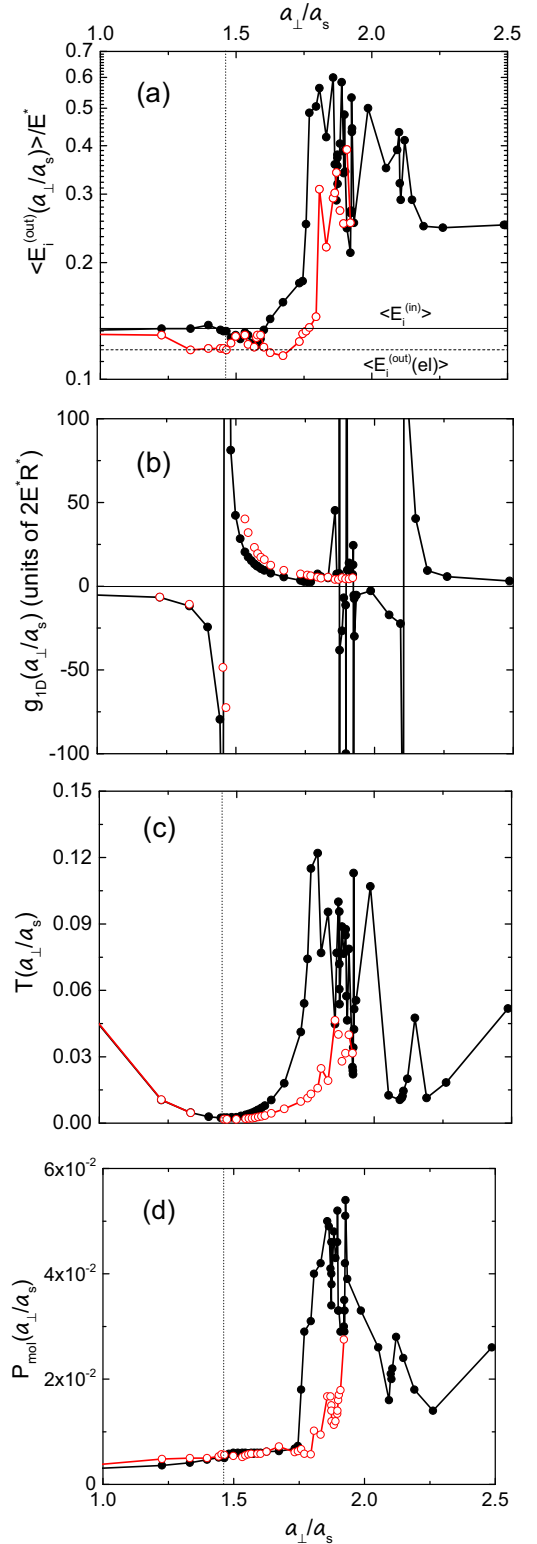 a⊥/as
1.0 1.5 2.0 2.5
0.7
0.6
0.5
0.4
0.3
0.2
0.1
<Ei(out)(a⊥/as)>/E*
(a)
<Ei(in)>
<Ei(out)(el)>
100
50
0
-50
-100
g1D(a⊥/as) (units of 2E*R*)
(b)
0.15
0.12
0.09
0.06
0.03
0.00
T(a⊥/as)
(c)
6x10-2
4x10-2
2x10-2
0
Pmol(a⊥/as)
(d)
1.0 1.5 2.0 2.5
a⊥/as